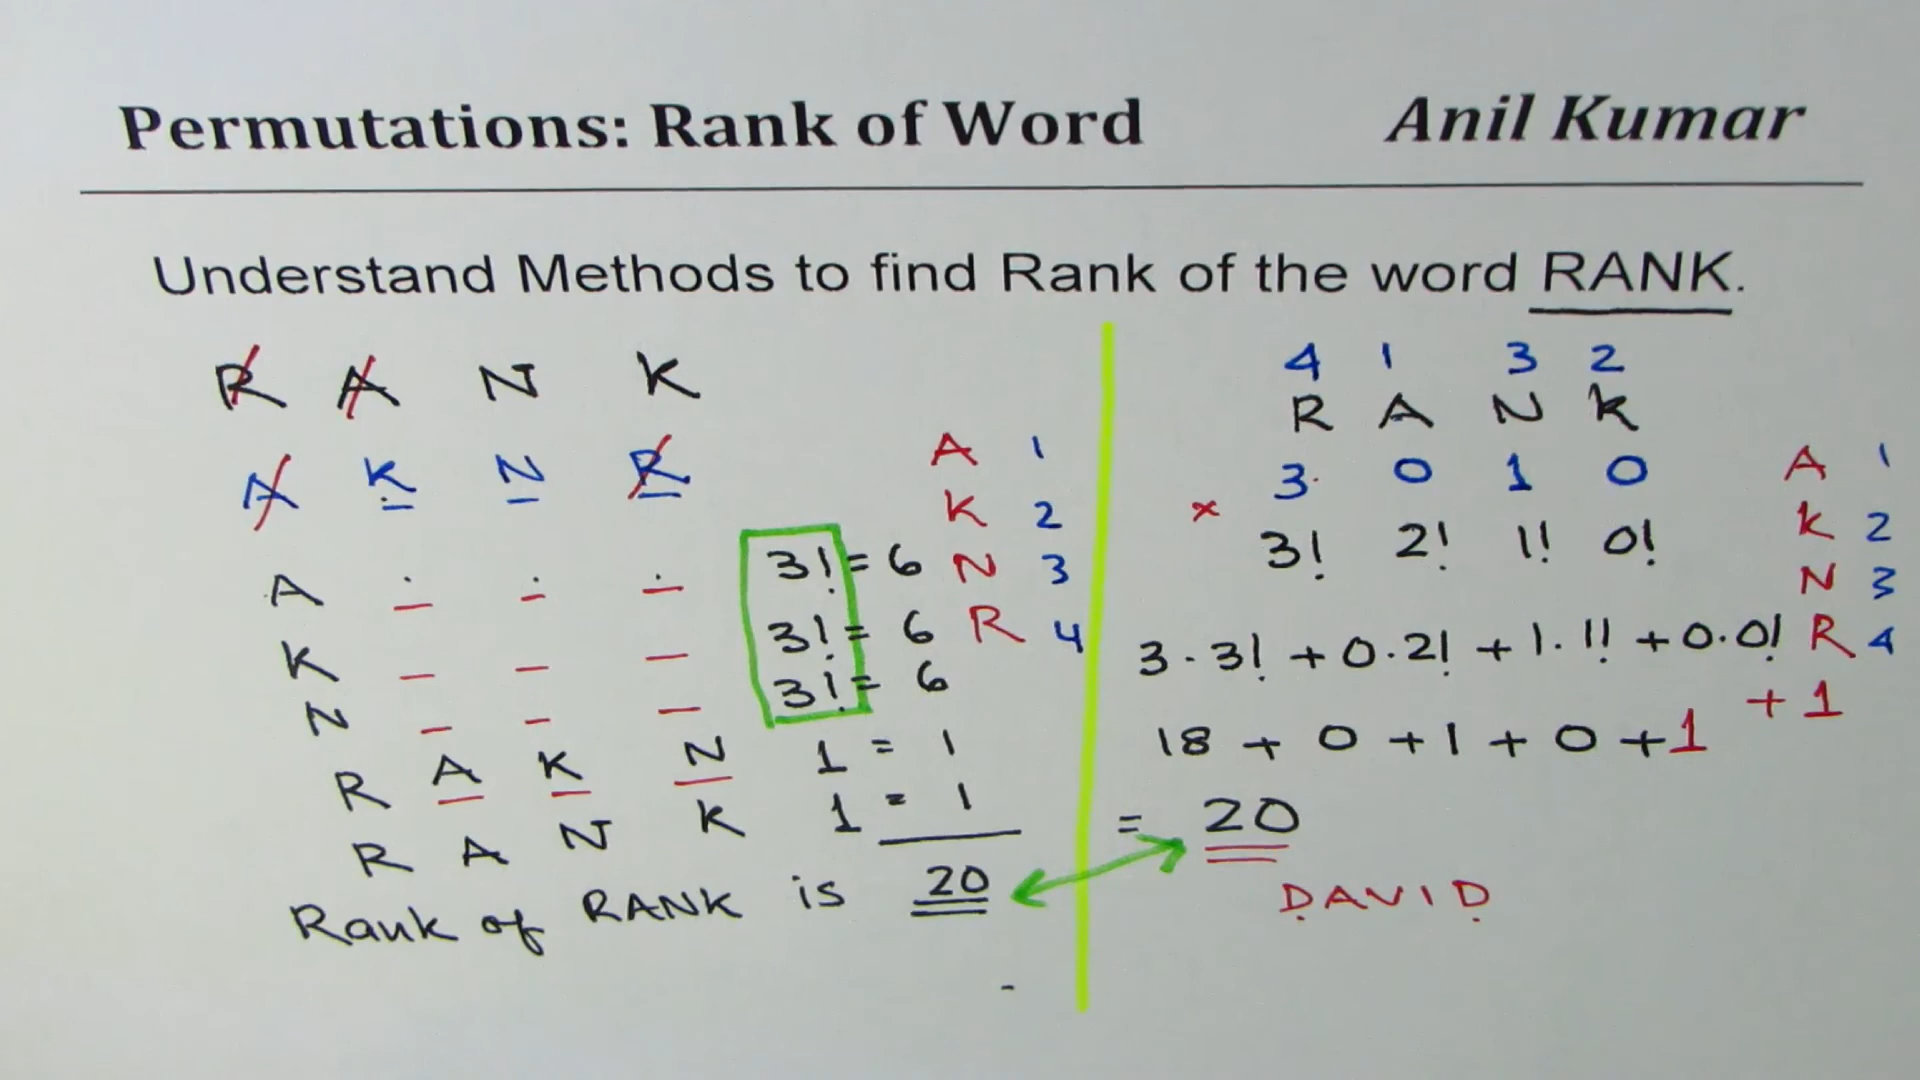 Permutations: Rank of Word Anil Kumar
Understand Methods to find Rank of the word RANK.
R A N K
A K N R
A _ _ _ 3! = 6
K _ _ _ 3! = 6
N _ _ _ 3! = 6
R A K N 1 = 1
R A N K 1 = 1
Rank of RANK is 20
A 1
K 2
N 3
R 4
4 1 3 2
R A N K
3. 0 1 0
× 3! 2! 1! 0!
3 · 3! + 0.2! + 1.1! + 0.0!
+ 1
18 + 0 + 1 + 0 + 1
= 20
DAVID
A 1
K 2
N 3
R 4